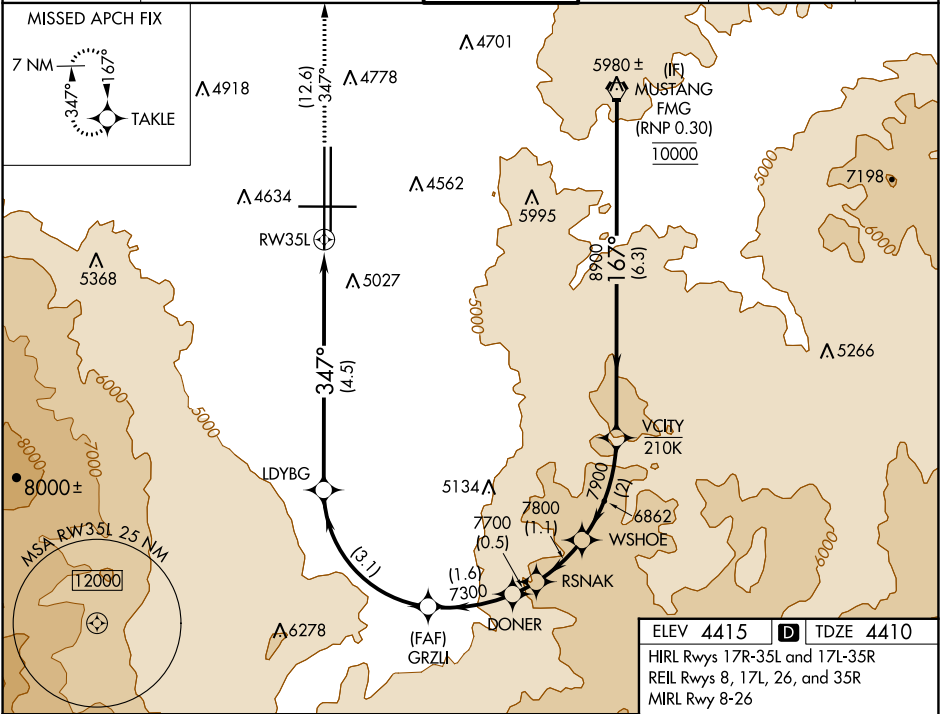 MISSED APCH FIX
7 NM
347°
167°
TAKLE
4918
(12.6)
347°
4778
4701
5980 ±
(IF)
MUSTANG
FMG
(RNP 0.30)
10000
5000
7198
6000
4634
4562
5995
RW35L
5368
5027
8900
167°
(6.3)
5000
6000
5000
347°
(4.5)
5266
8000
7000
8000 ±
LDYBG
5134
VCITY
210K
7900
(2)
6862
7800
(1.1)
7700
(0.5)
WSHOE
6000
MSA RW35L 25 NM
12000
(3.1)
(1.6)
7300
RSNAK
DONER
(FAF)
GRZLI
6278
ELEV 4415 D TDZE 4410
HIRL Rwys 17R-35L and 17L-35R
REIL Rwys 8, 17L, 26, and 35R
MIRL Rwy 8-26